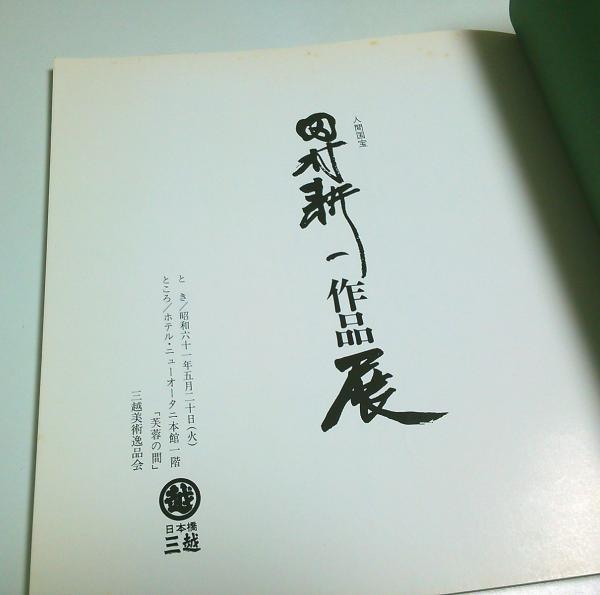 人間国宝
田村耕一作品展
とき／昭和六十一年五月二十日（火）
ところ／ホテル・ニューオータニ本館一階
「芙蓉の間」
三越美術逸品会
越
日本橋
三越